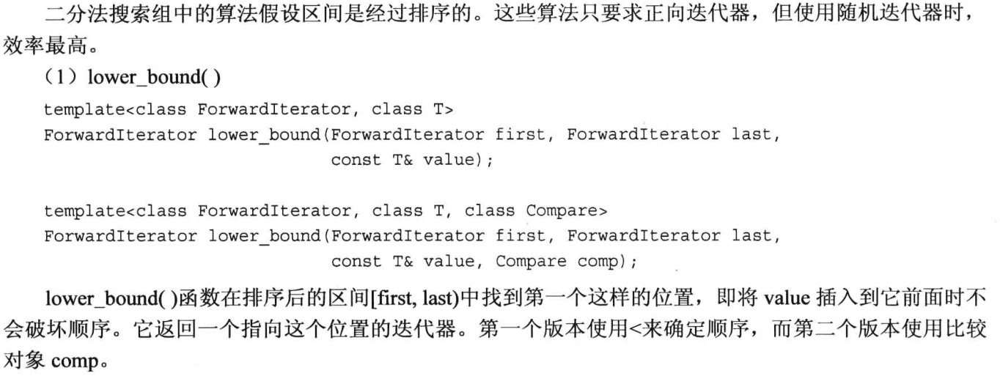 二分法搜索组中的算法假设区间是经过排序的。这些算法只要求正向迭代器，但使用随机迭代器时，
效率最高。
（1）lower_bound( )
template<class ForwardIterator, class T>
ForwardIterator lower_bound(ForwardIterator first, ForwardIterator last,
const T& value);
template<class ForwardIterator, class T, class Compare>
ForwardIterator lower_bound(ForwardIterator first, ForwardIterator last,
const T& value, Compare comp);
lower_bound( )函数在排序后的区间[first, last)中找到第一个这样的位置，即将 value 插入到它前面时不
会破坏顺序。它返回一个指向这个位置的迭代器。第一个版本使用<来确定顺序，而第二个版本使用比较
对象 comp。